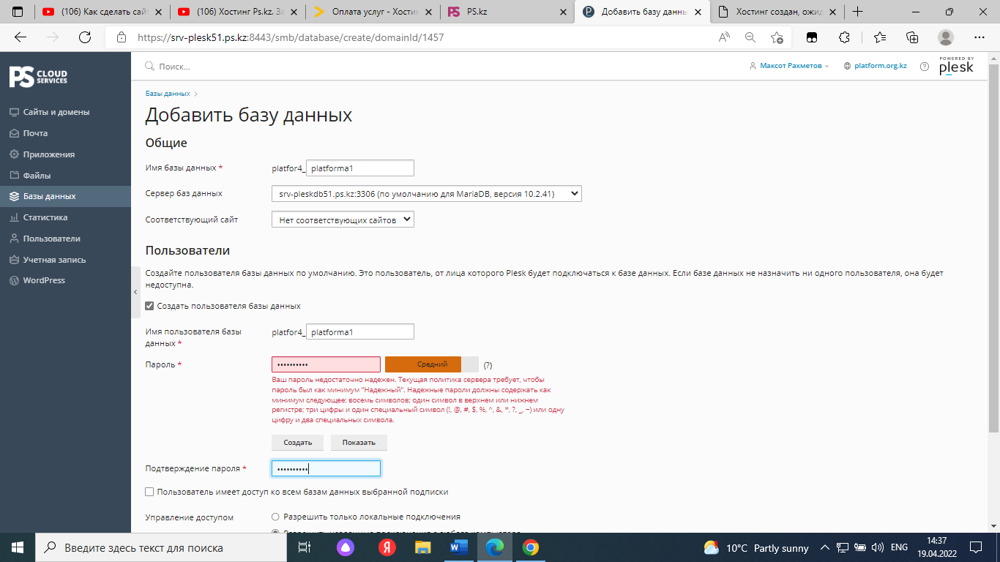 (106) Как сделать сайт
(106) Хостинг Ps.kz. За
Оплата услуг - Хостин
PS.kz
Добавить базу данны
Хостинг создан, ожид
https://srv-plesk51.ps.kz:8443/smb/database/create/domainId/1457
PS CLOUD SERVICES
Поиск...
Максот Рахметов
platform.org.kz
POWERED BY
plesk
Сайты и домены
Почта
Приложения
Файлы
Базы данных
Статистика
Пользователи
Учетная запись
WordPress
Базы данных >
Добавить базу данных
Общие
Имя базы данных * platfor4_ platforma1
Сервер баз данных srv-pleskdb51.ps.kz:3306 (по умолчанию для MariaDB, версия 10.2.41)
Соответствующий сайт Нет соответствующих сайтов
Пользователи
Создайте пользователя базы данных по умолчанию. Это пользователь, от лица которого Plesk будет подключаться к базе данных. Если базе данных не назначить ни одного пользователя, она будет
недоступна.
Создать пользователя базы данных
Имя пользователя базы
данных * platfor4_ platforma1
Пароль * •••••••••• Средний (?)
Ваш пароль недостаточно надежен. Текущая политика сервера требует, чтобы
пароль был как минимум "Надежный". Надежные пароли должны содержать как
минимум следующее: восемь символов; один символ в верхнем или нижнем
регистре; три цифры и один специальный символ (!, @, #, $, %, ^, &, *, ?, _, ~) или одну
цифру и два специальных символа.
Создать Показать
Подтверждение пароля * ••••••••••
Пользователь имеет доступ ко всем базам данных выбранной подписки
Управление доступом Разрешить только локальные подключения
Введите здесь текст для поиска
10°C Partly sunny
ENG
14:37
19.04.2022